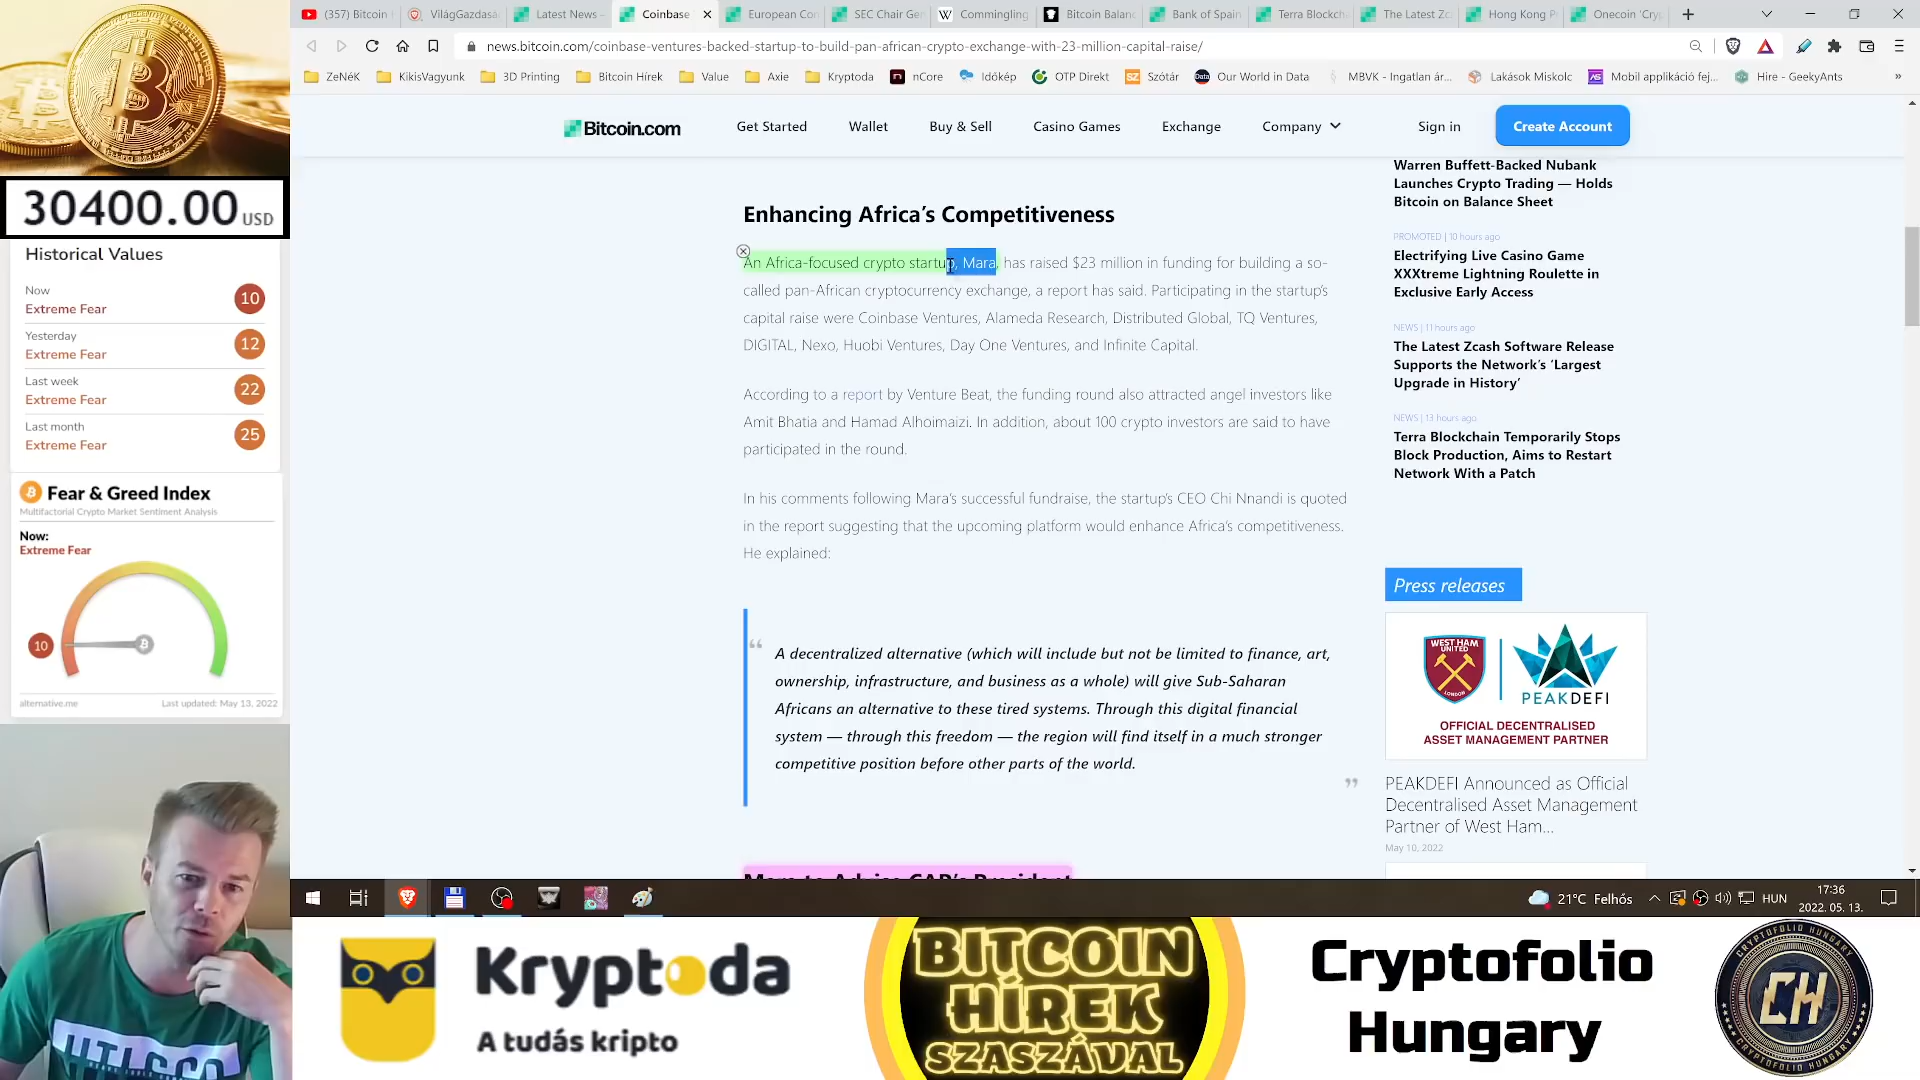 (357) Bitcoin
VilágGazdasá
Latest News –
Coinbase
European Con
SEC Chair Gen
Commingling
Bitcoin Balanc
Bank of Spain
Terra Blockch
The Latest Zc
Hong Kong P
Onecoin 'Cryp
news.bitcoin.com/coinbase-ventures-backed-startup-to-build-pan-african-crypto-exchange-with-23-million-capital-raise/
ZeNéK
KikisVagyunk
3D Printing
Bitcoin Hírek
Value
Axie
Kryptoda
nCore
Időkép
OTP Direkt
SZ Szótár
Our World in Data
MBVK - Ingatlan ár...
Lakások Miskolc
Mobil applikáció fej...
Hire - GeekyAnts
Bitcoin.com
Get Started
Wallet
Buy & Sell
Casino Games
Exchange
Company
Sign in
Create Account
30400.00 USD
Historical Values
Now
Extreme Fear
10
Yesterday
Extreme Fear
12
Last week
Extreme Fear
22
Last month
Extreme Fear
25
Fear & Greed Index
Multifactorial Crypto Market Sentiment Analysis
Now:
Extreme Fear
10
alternative.me
Last updated: May 13, 2022
Enhancing Africa's Competitiveness
An Africa-focused crypto startup, Mara, has raised $23 million in funding for building a so-
called pan-African cryptocurrency exchange, a report has said. Participating in the startup's
capital raise were Coinbase Ventures, Alameda Research, Distributed Global, TQ Ventures,
DIGITAL, Nexo, Huobi Ventures, Day One Ventures, and Infinite Capital.
According to a report by Venture Beat, the funding round also attracted angel investors like
Amit Bhatia and Hamad Alhoimaizi. In addition, about 100 crypto investors are said to have
participated in the round.
In his comments following Mara's successful fundraise, the startup's CEO Chi Nnandi is quoted
in the report suggesting that the upcoming platform would enhance Africa's competitiveness.
He explained:
“
A decentralized alternative (which will include but not be limited to finance, art,
ownership, infrastructure, and business as a whole) will give Sub-Saharan
Africans an alternative to these tired systems. Through this digital financial
system — through this freedom — the region will find itself in a much stronger
competitive position before other parts of the world.
”
Mara to Advise CAR's President
Warren Buffett-Backed Nubank
Launches Crypto Trading — Holds
Bitcoin on Balance Sheet
PROMOTED | 10 hours ago
Electrifying Live Casino Game
XXXtreme Lightning Roulette in
Exclusive Early Access
NEWS | 11 hours ago
The Latest Zcash Software Release
Supports the Network's 'Largest
Upgrade in History'
NEWS | 13 hours ago
Terra Blockchain Temporarily Stops
Block Production, Aims to Restart
Network With a Patch
Press releases
WEST HAM
UNITED
LONDON
PEAKDEFI
OFFICIAL DECENTRALISED
ASSET MANAGEMENT PARTNER
PEAKDEFI Announced as Official
Decentralised Asset Management
Partner of West Ham...
May 10, 2022
21°C Felhős
HUN
17:36
2022. 05. 13.
Kryptoda
A tudás kripto
BITCOIN
HÍREK
SZASZÁVAL
Cryptofolio
Hungary
CRYPTOFOLIO HUNGARY
CH
CRYPTOFOLIO HUNGARY